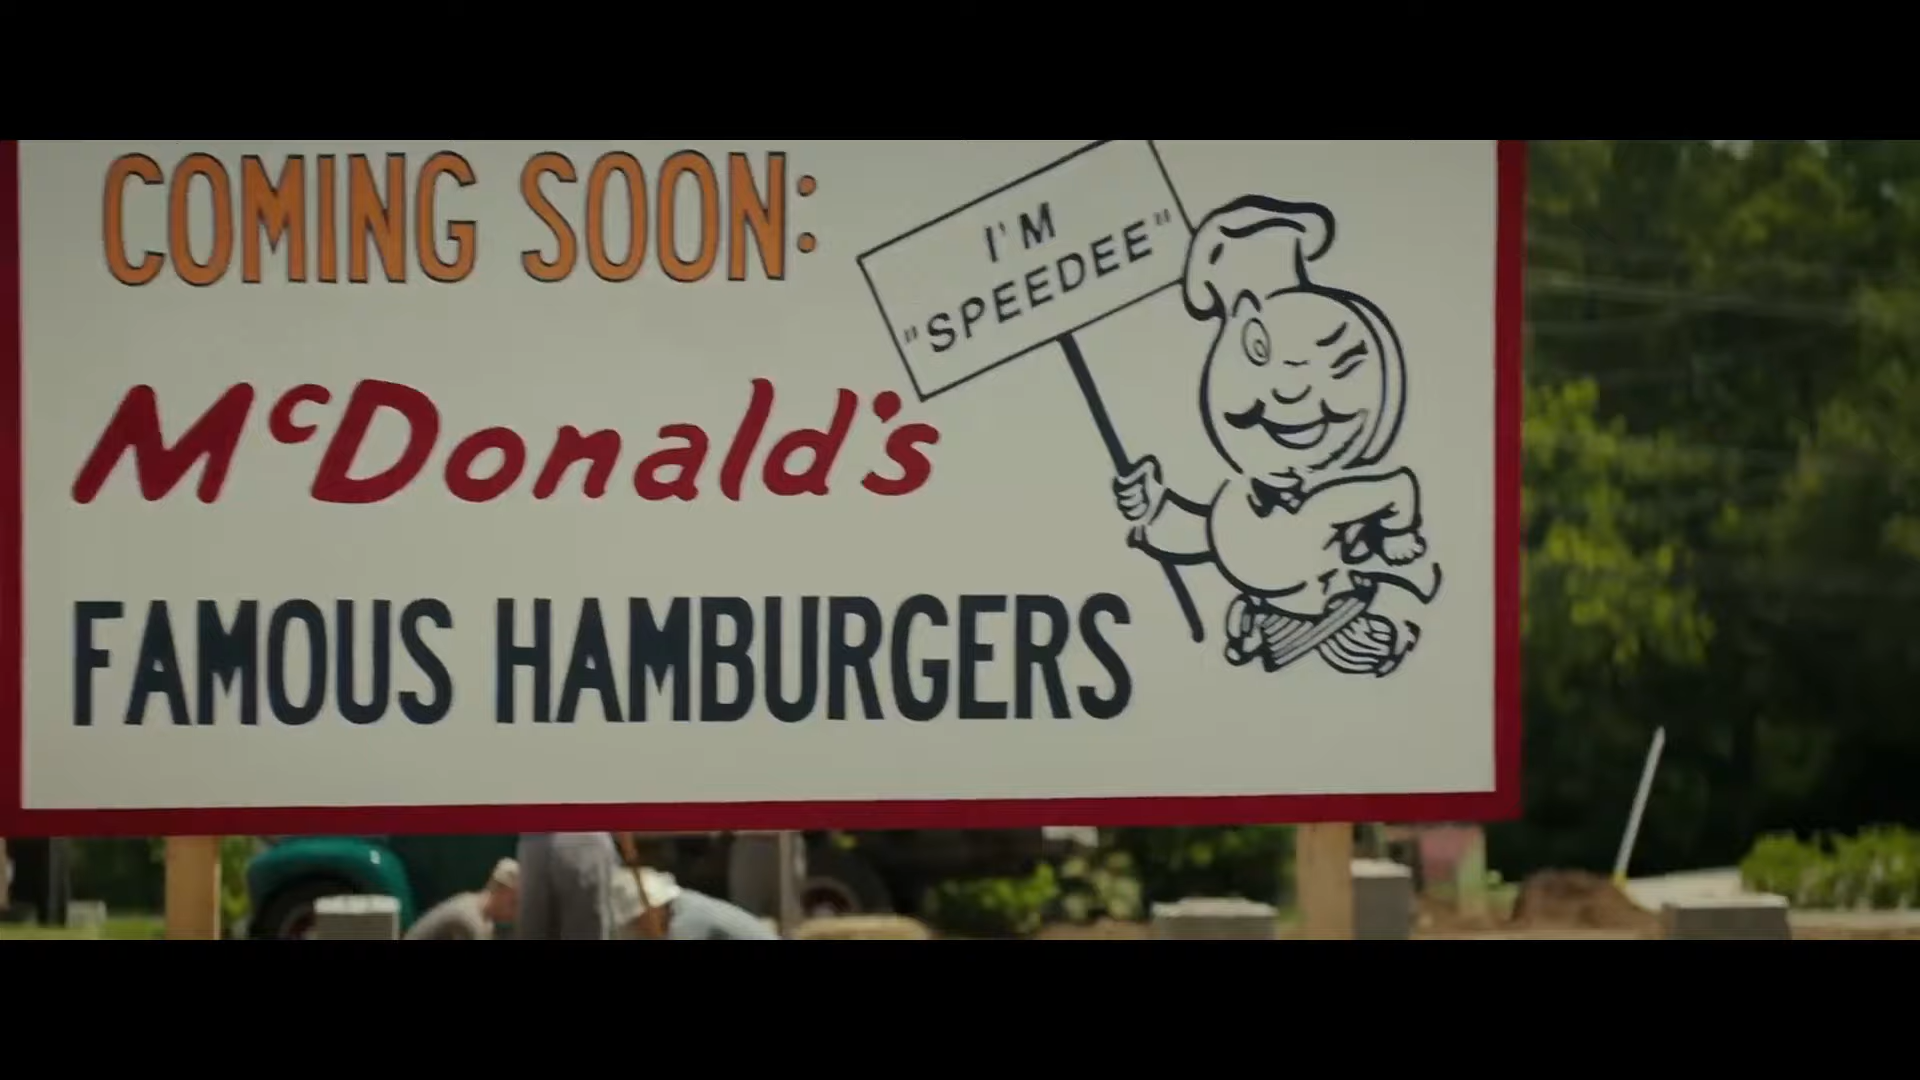 COMING SOON:
I'M
"SPEEDEE"
McDonald's
FAMOUS HAMBURGERS